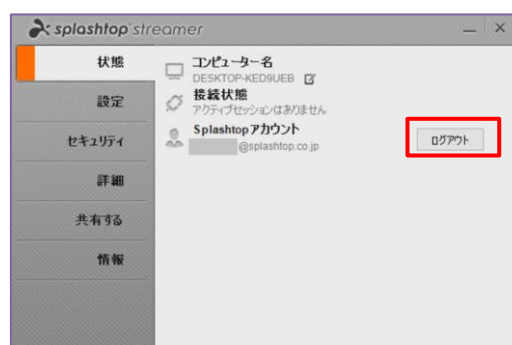 splashtop streamer
状態
コンピューター名
DESKTOP-KED9UEB
設定
接続状態
アクティブセッションはありません
セキュリティ
Splashtopアカウント
@splashtop.co.jp
ログアウト
詳細
共有する
情報